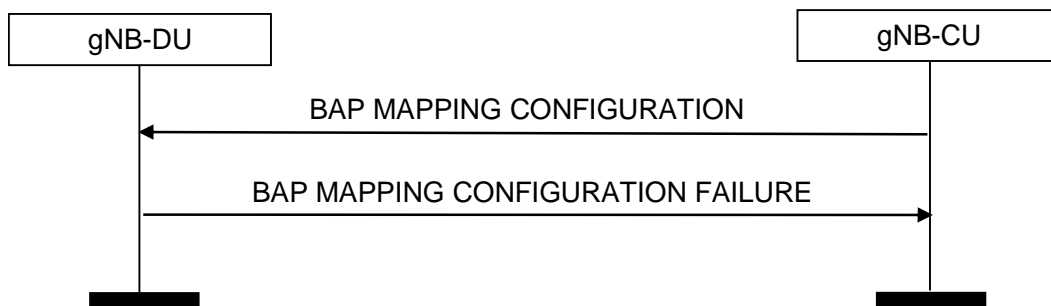 gNB-DU
gNB-CU
BAP MAPPING CONFIGURATION
BAP MAPPING CONFIGURATION FAILURE